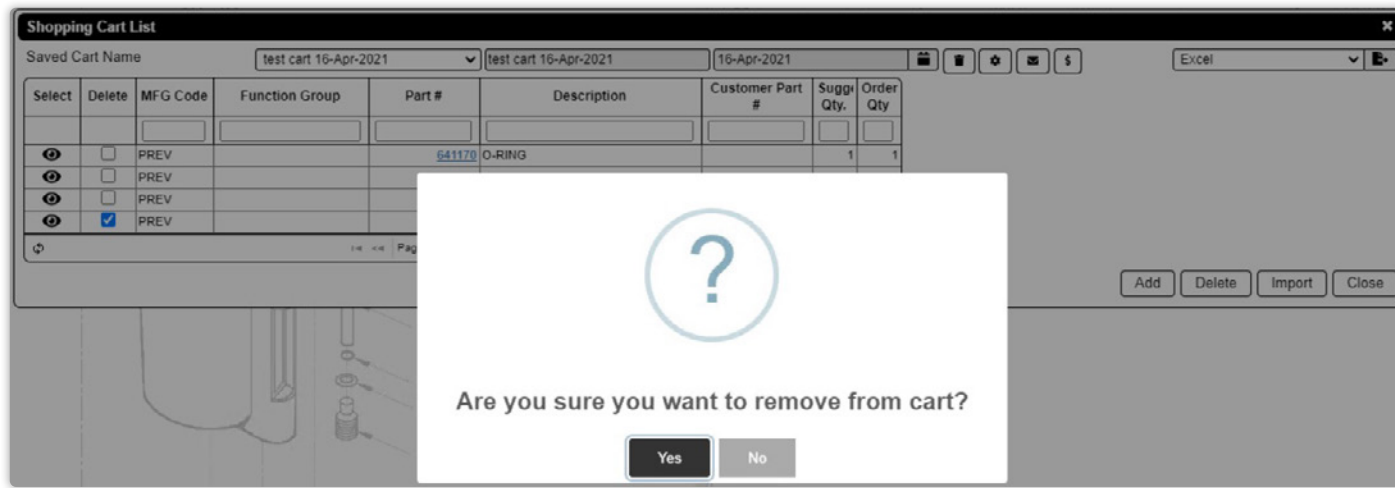 Shopping Cart List
Saved Cart Name test cart 16-Apr-2021 test cart 16-Apr-2021 16-Apr-2021 $ Excel
Select Delete MFG Code Function Group Part # Description Customer Part # Qty. Order Qty
PREV 641170 O-RING 1 1
PREV
PREV
PREV
Add Delete Import Close
?
Are you sure you want to remove from cart?
Yes No